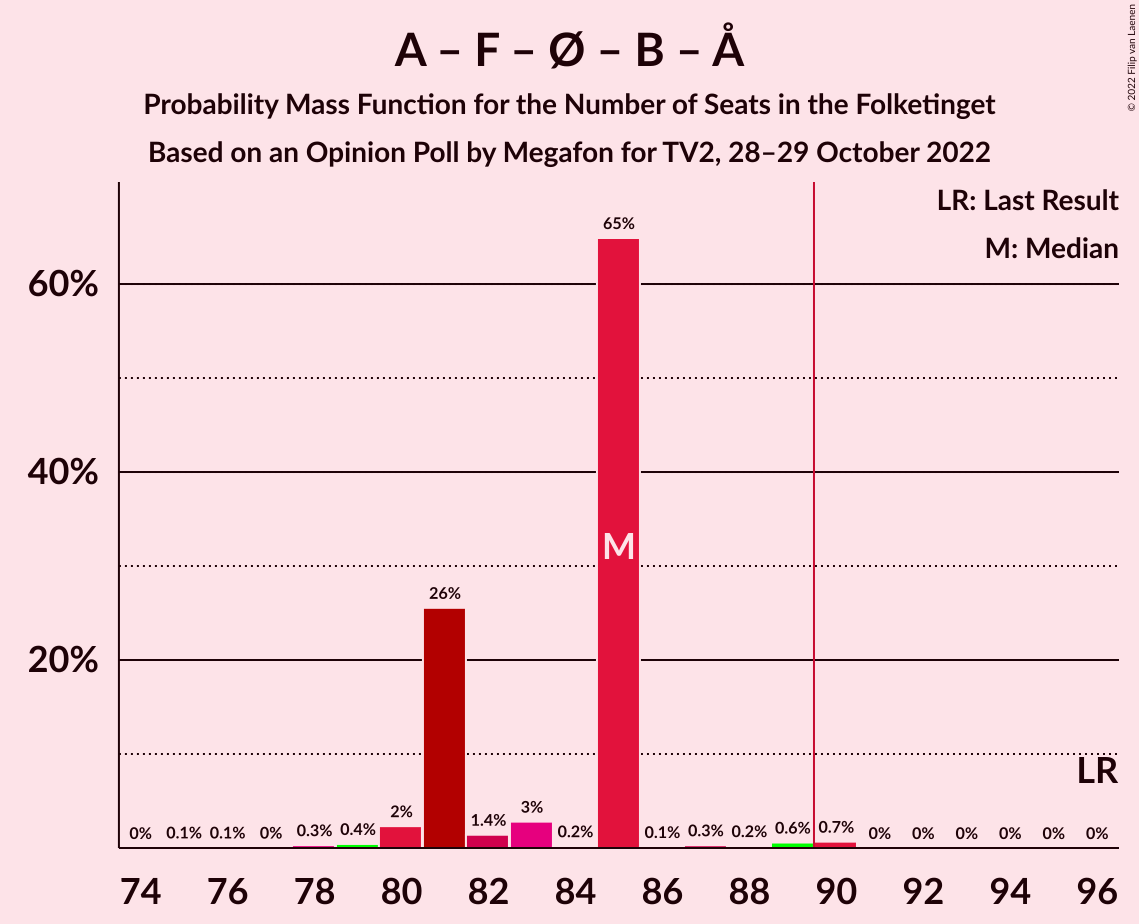 A – F – Ø – B – Å
Probability Mass Function for the Number of Seats in the Folketinget
Based on an Opinion Poll by Megafon for TV2, 28–29 October 2022
© 2022 Filip van Laenen
LR: Last Result
M: Median
65%
60%
M
40%
26%
20%
LR
0% 0.1% 0.1% 0% 0.3% 0.4% 2% 1.4% 3% 0.2% 0.1% 0.3% 0.2% 0.6% 0.7% 0% 0% 0% 0% 0% 0%
74 76 78 80 82 84 86 88 90 92 94 96